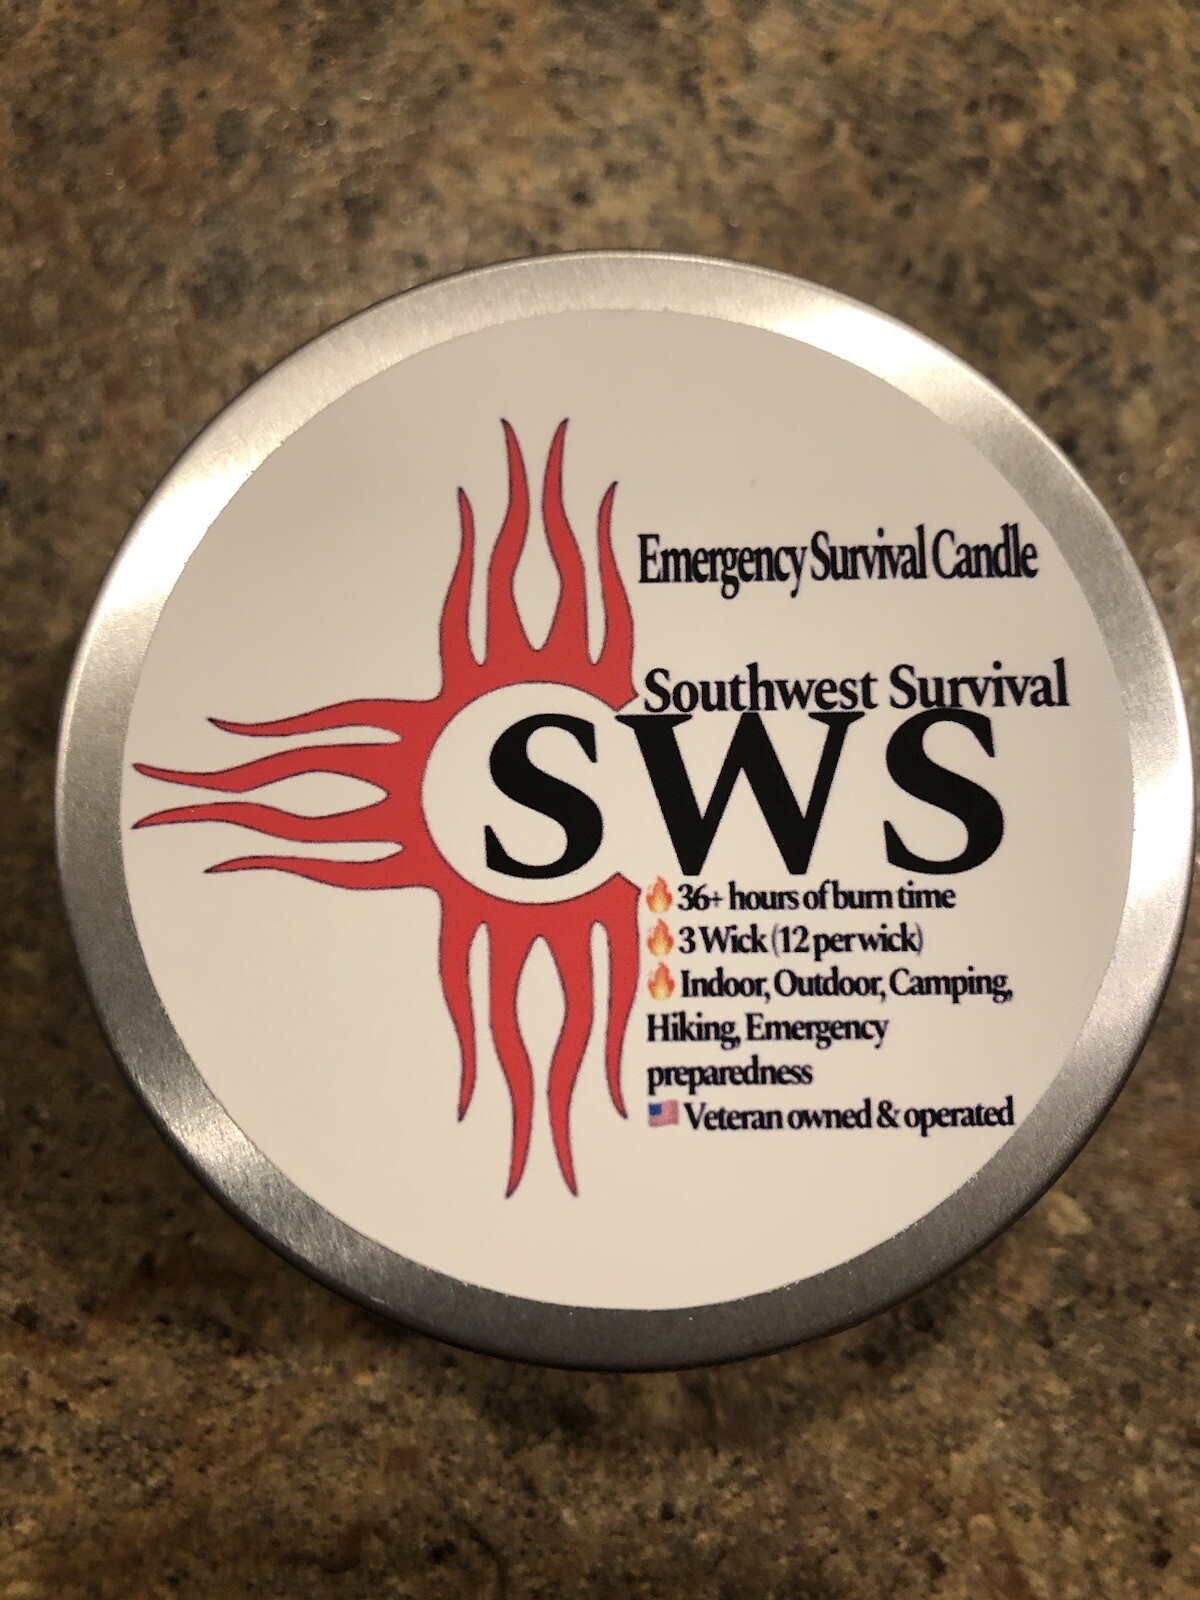 Emergency Survival Candle
Southwest Survival
SWS
🔥 36+ hours of burn time
🔥 3 Wick (12 per wick)
🔥 Indoor, Outdoor, Camping,
Hiking, Emergency
preparedness
🇺🇸 Veteran owned & operated